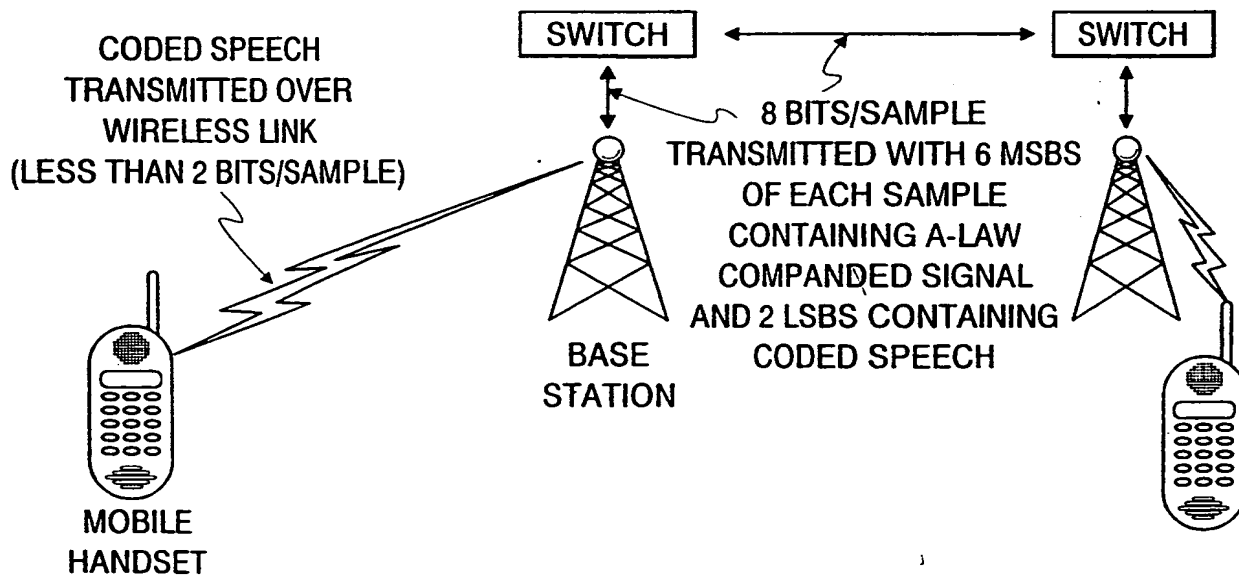 CODED SPEECH
TRANSMITTED OVER
WIRELESS LINK
(LESS THAN 2 BITS/SAMPLE)
SWITCH
SWITCH
8 BITS/SAMPLE
TRANSMITTED WITH 6 MSBS
OF EACH SAMPLE
CONTAINING A-LAW
COMPANDED SIGNAL
AND 2 LSBS CONTAINING
CODED SPEECH
BASE
STATION
MOBILE
HANDSET